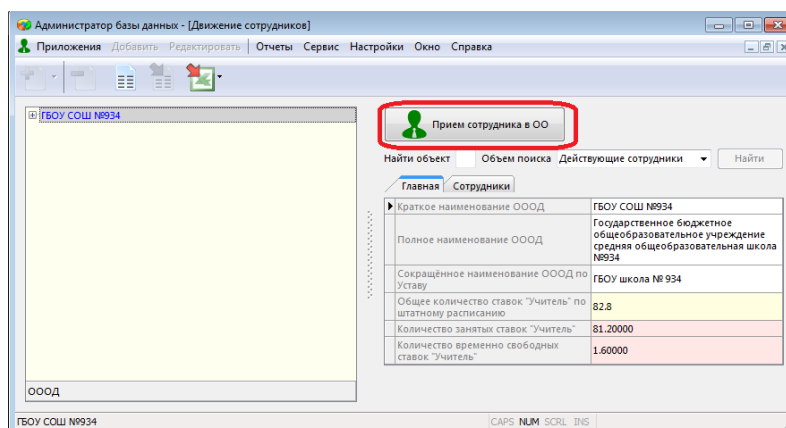 Администратор базы данных - [Движение сотрудников]
Приложения Добавить Редактировать Отчеты Сервис Настройки Окно Справка
ГБОУ СОШ №934
Прием сотрудника в ОО
Найти объект Объем поиска Действующие сотрудники Найти
Главная Сотрудники
Краткое наименование ОООД ГБОУ СОШ №934
Полное наименование ОООД
Государственное бюджетное
общеобразовательное учреждение
средняя общеобразовательная школа
№934
Сокращённое наименование ОООД по
Уставу
ГБОУ школа № 934
Общее количество ставок "Учитель" по
штатному расписанию
82.8
Количество занятых ставок "Учитель" 81.20000
Количество временно свободных
ставок "Учитель"
1.60000
ОООД
ГБОУ СОШ №934 CAPS NUM SCRL INS